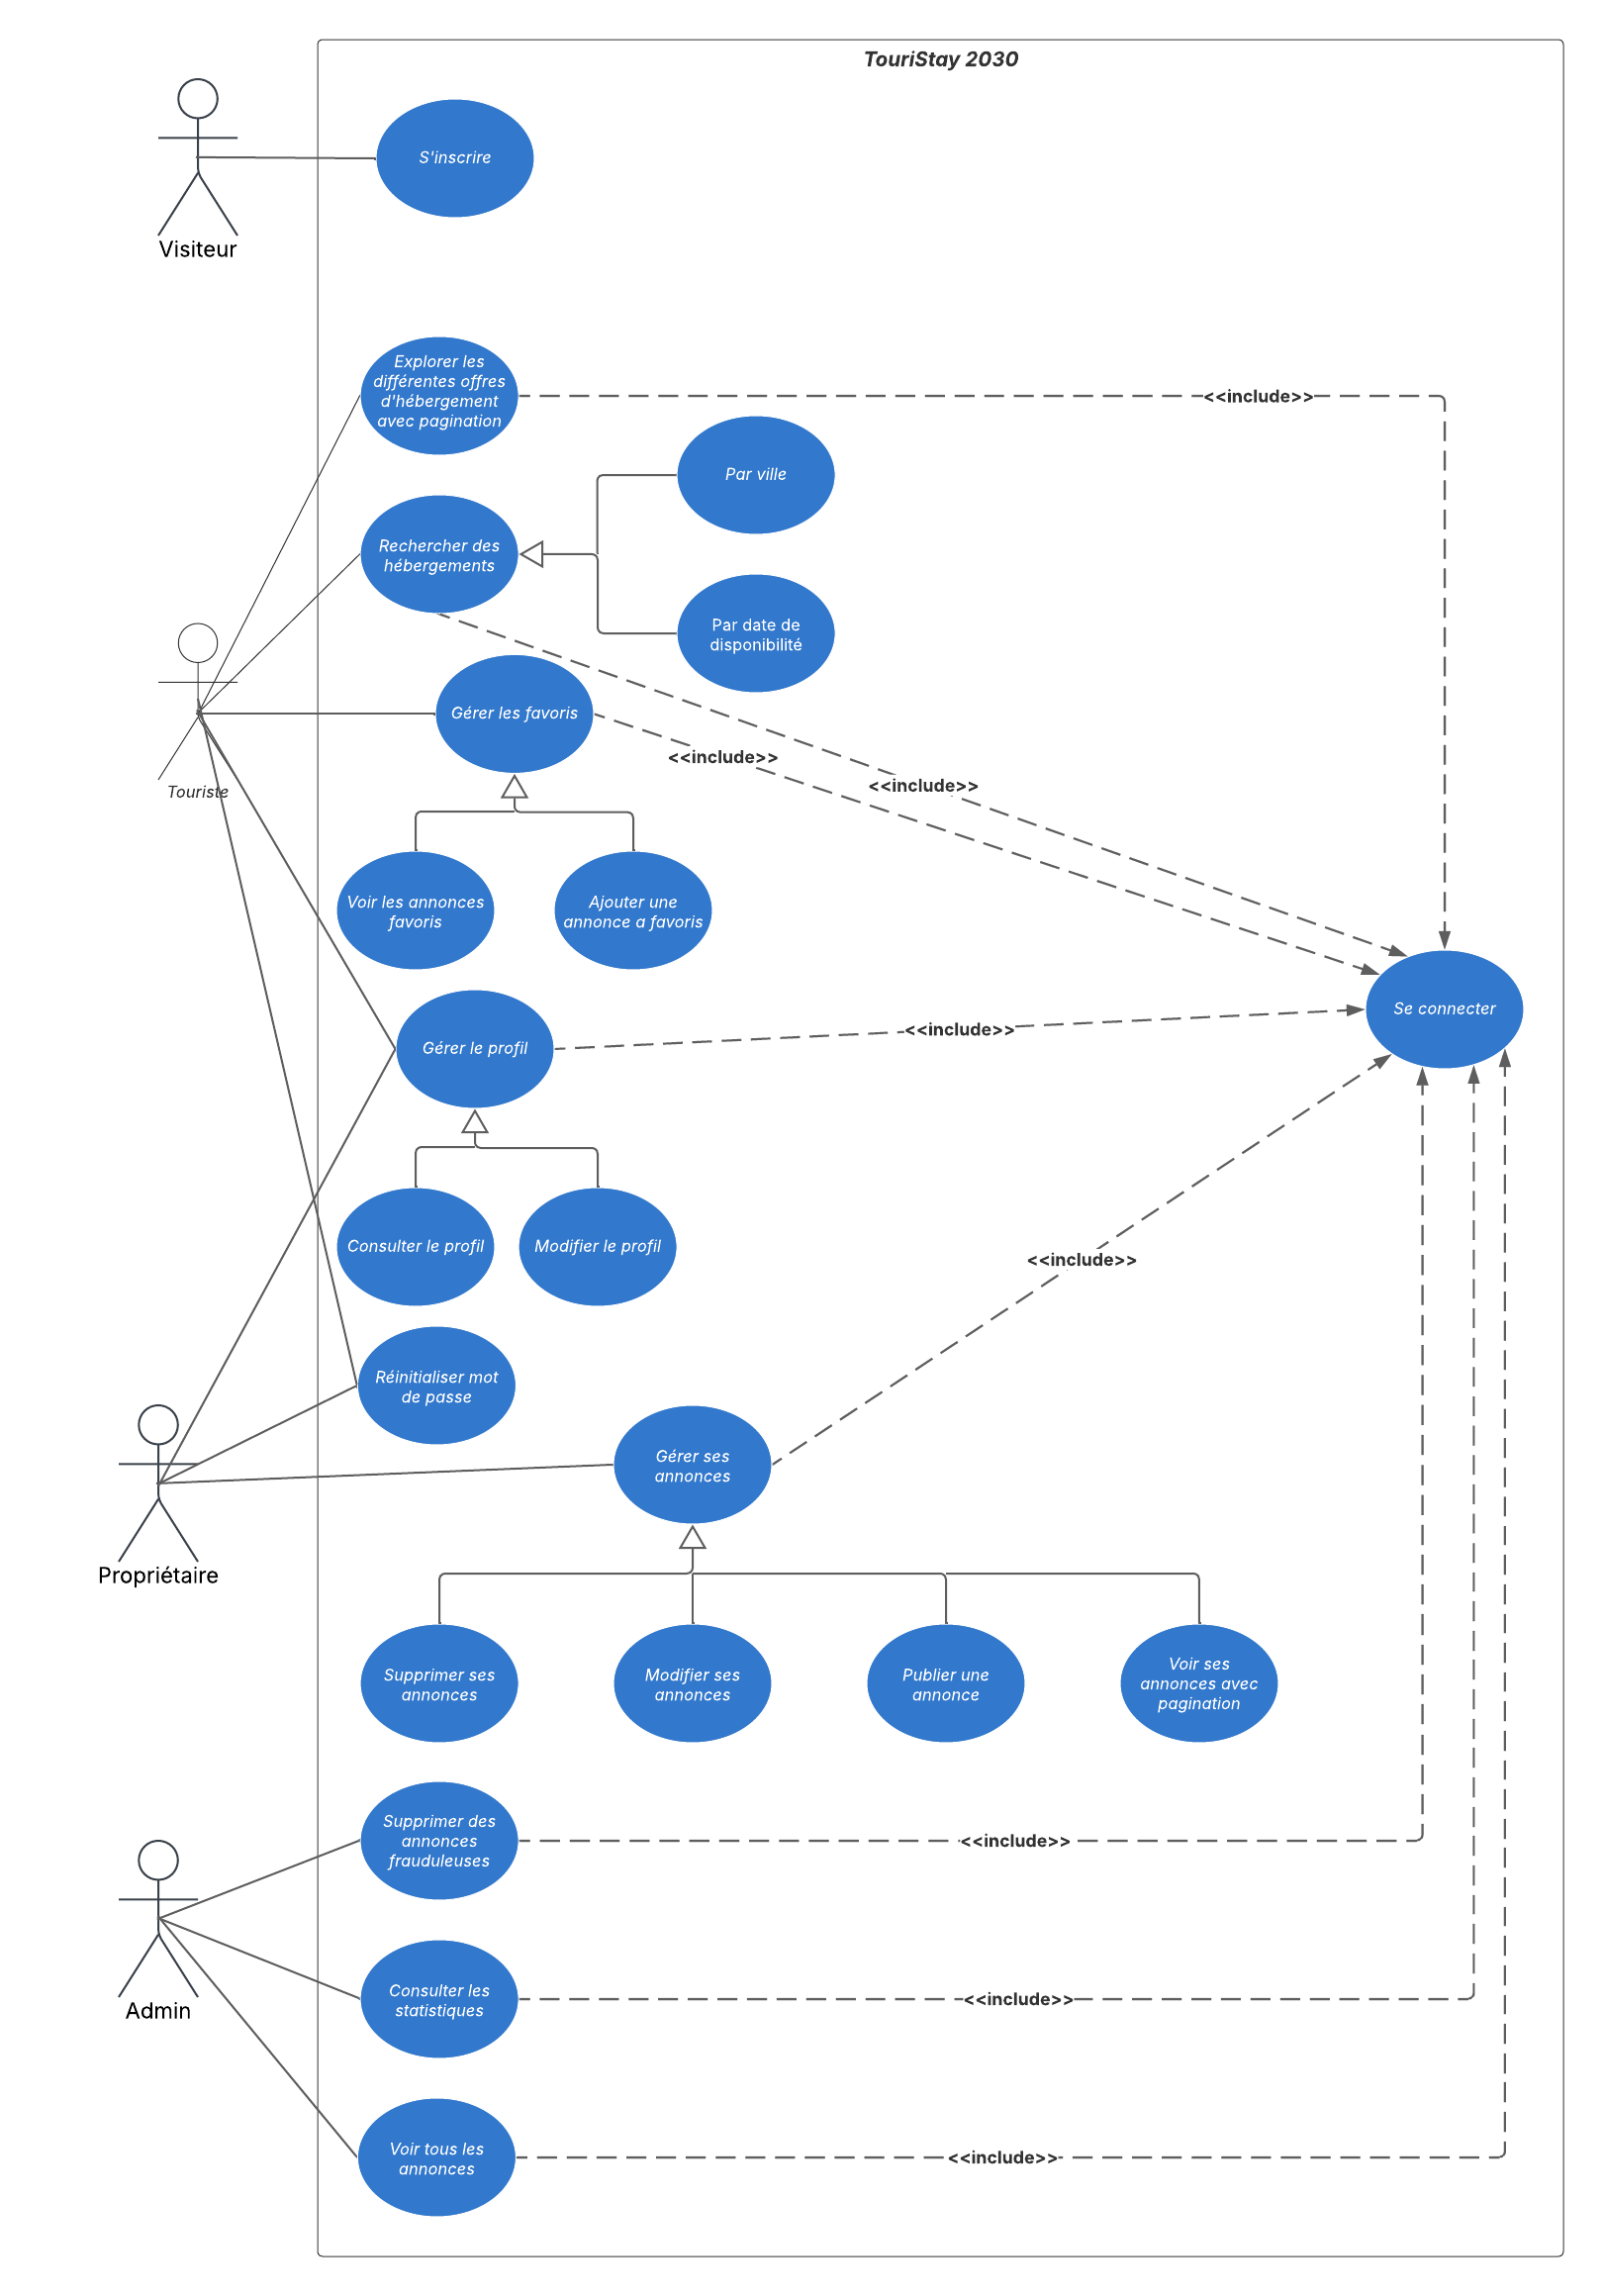 TouriStay 2030
S'inscrire
Visiteur
Explorer les
différentes offres
d'hébergement
avec pagination
<<include>>
Par ville
Rechercher des
hébergements
Par date de
disponibilité
Gérer les favoris
<<include>>
<<include>>
Touriste
Voir les annonces
favoris
Ajouter une
annonce a favoris
Se connecter
<<include>>
Gérer le profil
Consulter le profil
Modifier le profil
<<include>>
Réinitialiser mot
de passe
Gérer ses
annonces
Propriétaire
Supprimer ses
annonces
Modifier ses
annonces
Publier une
annonce
Voir ses
annonces avec
pagination
Supprimer des
annonces
frauduleuses
<<include>>
Admin
Consulter les
statistiques
<<include>>
Voir tous les
annonces
<<include>>